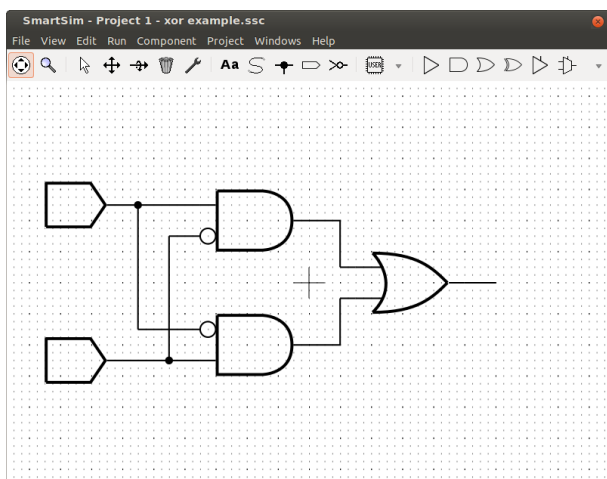 SmartSim - Project 1 - xor example.ssc
File View Edit Run Component Project Windows Help
Aa